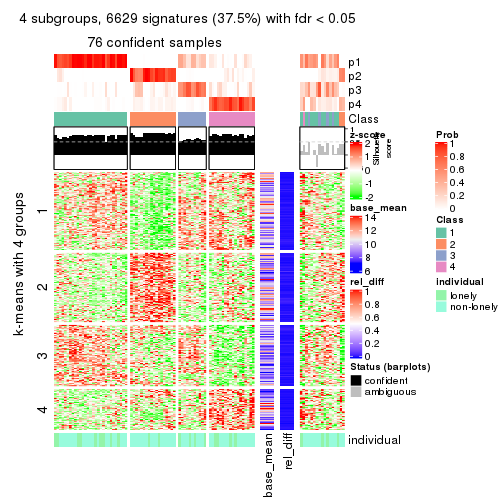 4 subgroups, 6629 signatures (37.5%) with fdr < 0.05
76 confident samples
p1
p2
p3
p4
Class
1
Silhouette
score
k-means with 4 groups
1
2
3
4
individual
base_mean
rel_diff
z-score
2
1
0
-1
-2
base_mean
14
12
10
8
6
rel_diff
1
0.8
0.6
0.4
0.2
0
Status (barplots)
confident
ambiguous
Prob
1
0.8
0.6
0.4
0.2
0
Class
1
2
3
4
individual
lonely
non-lonely